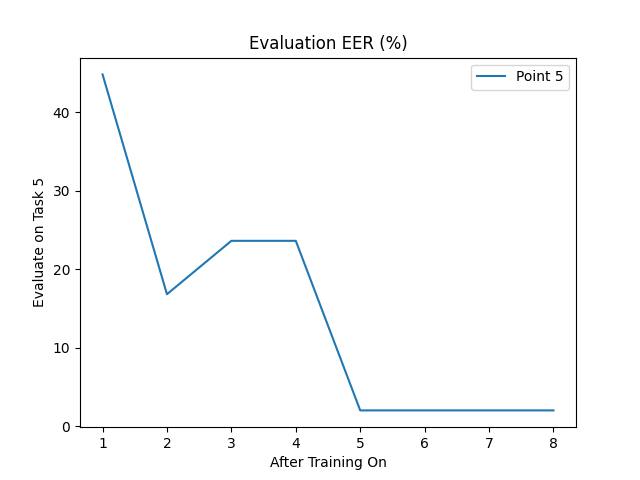 Evaluation EER (%)
Point 5
Evaluate on Task 5
40
30
20
10
0
1 2 3 4 5 6 7 8
After Training On